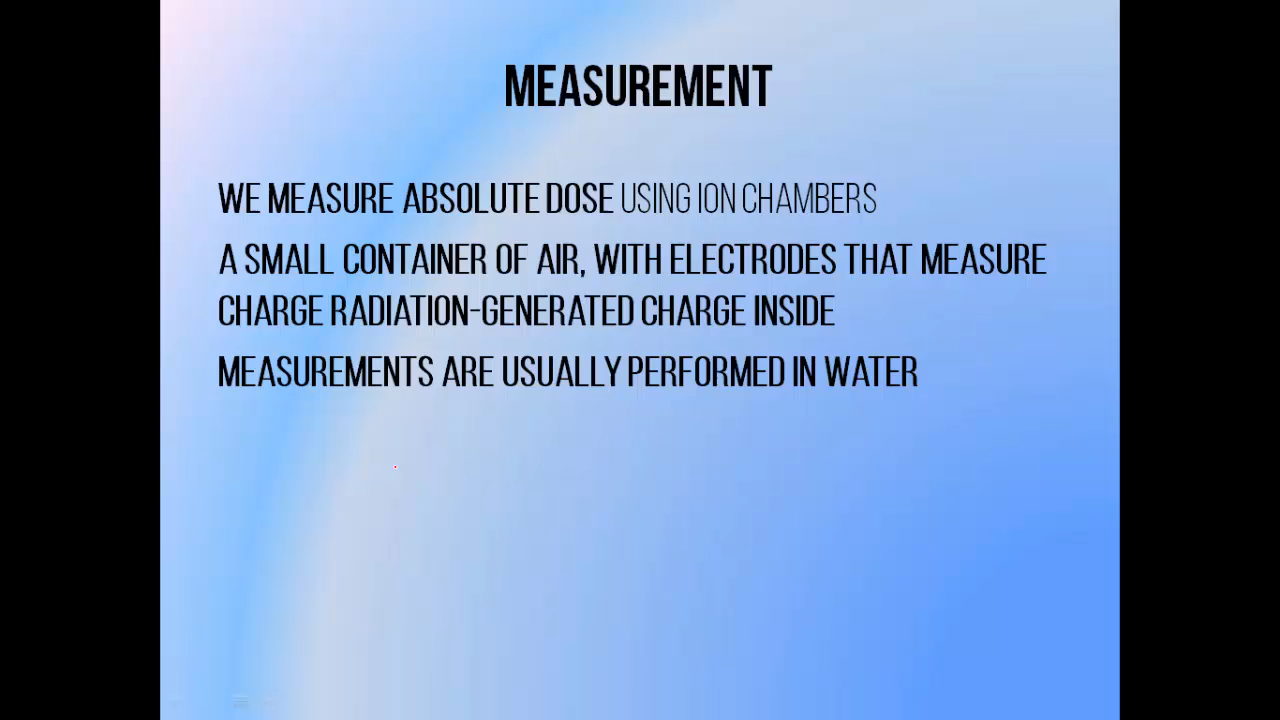 MEASUREMENT
WE MEASURE ABSOLUTE DOSE USING ION CHAMBERS
A SMALL CONTAINER OF AIR, WITH ELECTRODES THAT MEASURE
CHARGE RADIATION-GENERATED CHARGE INSIDE
MEASUREMENTS ARE USUALLY PERFORMED IN WATER